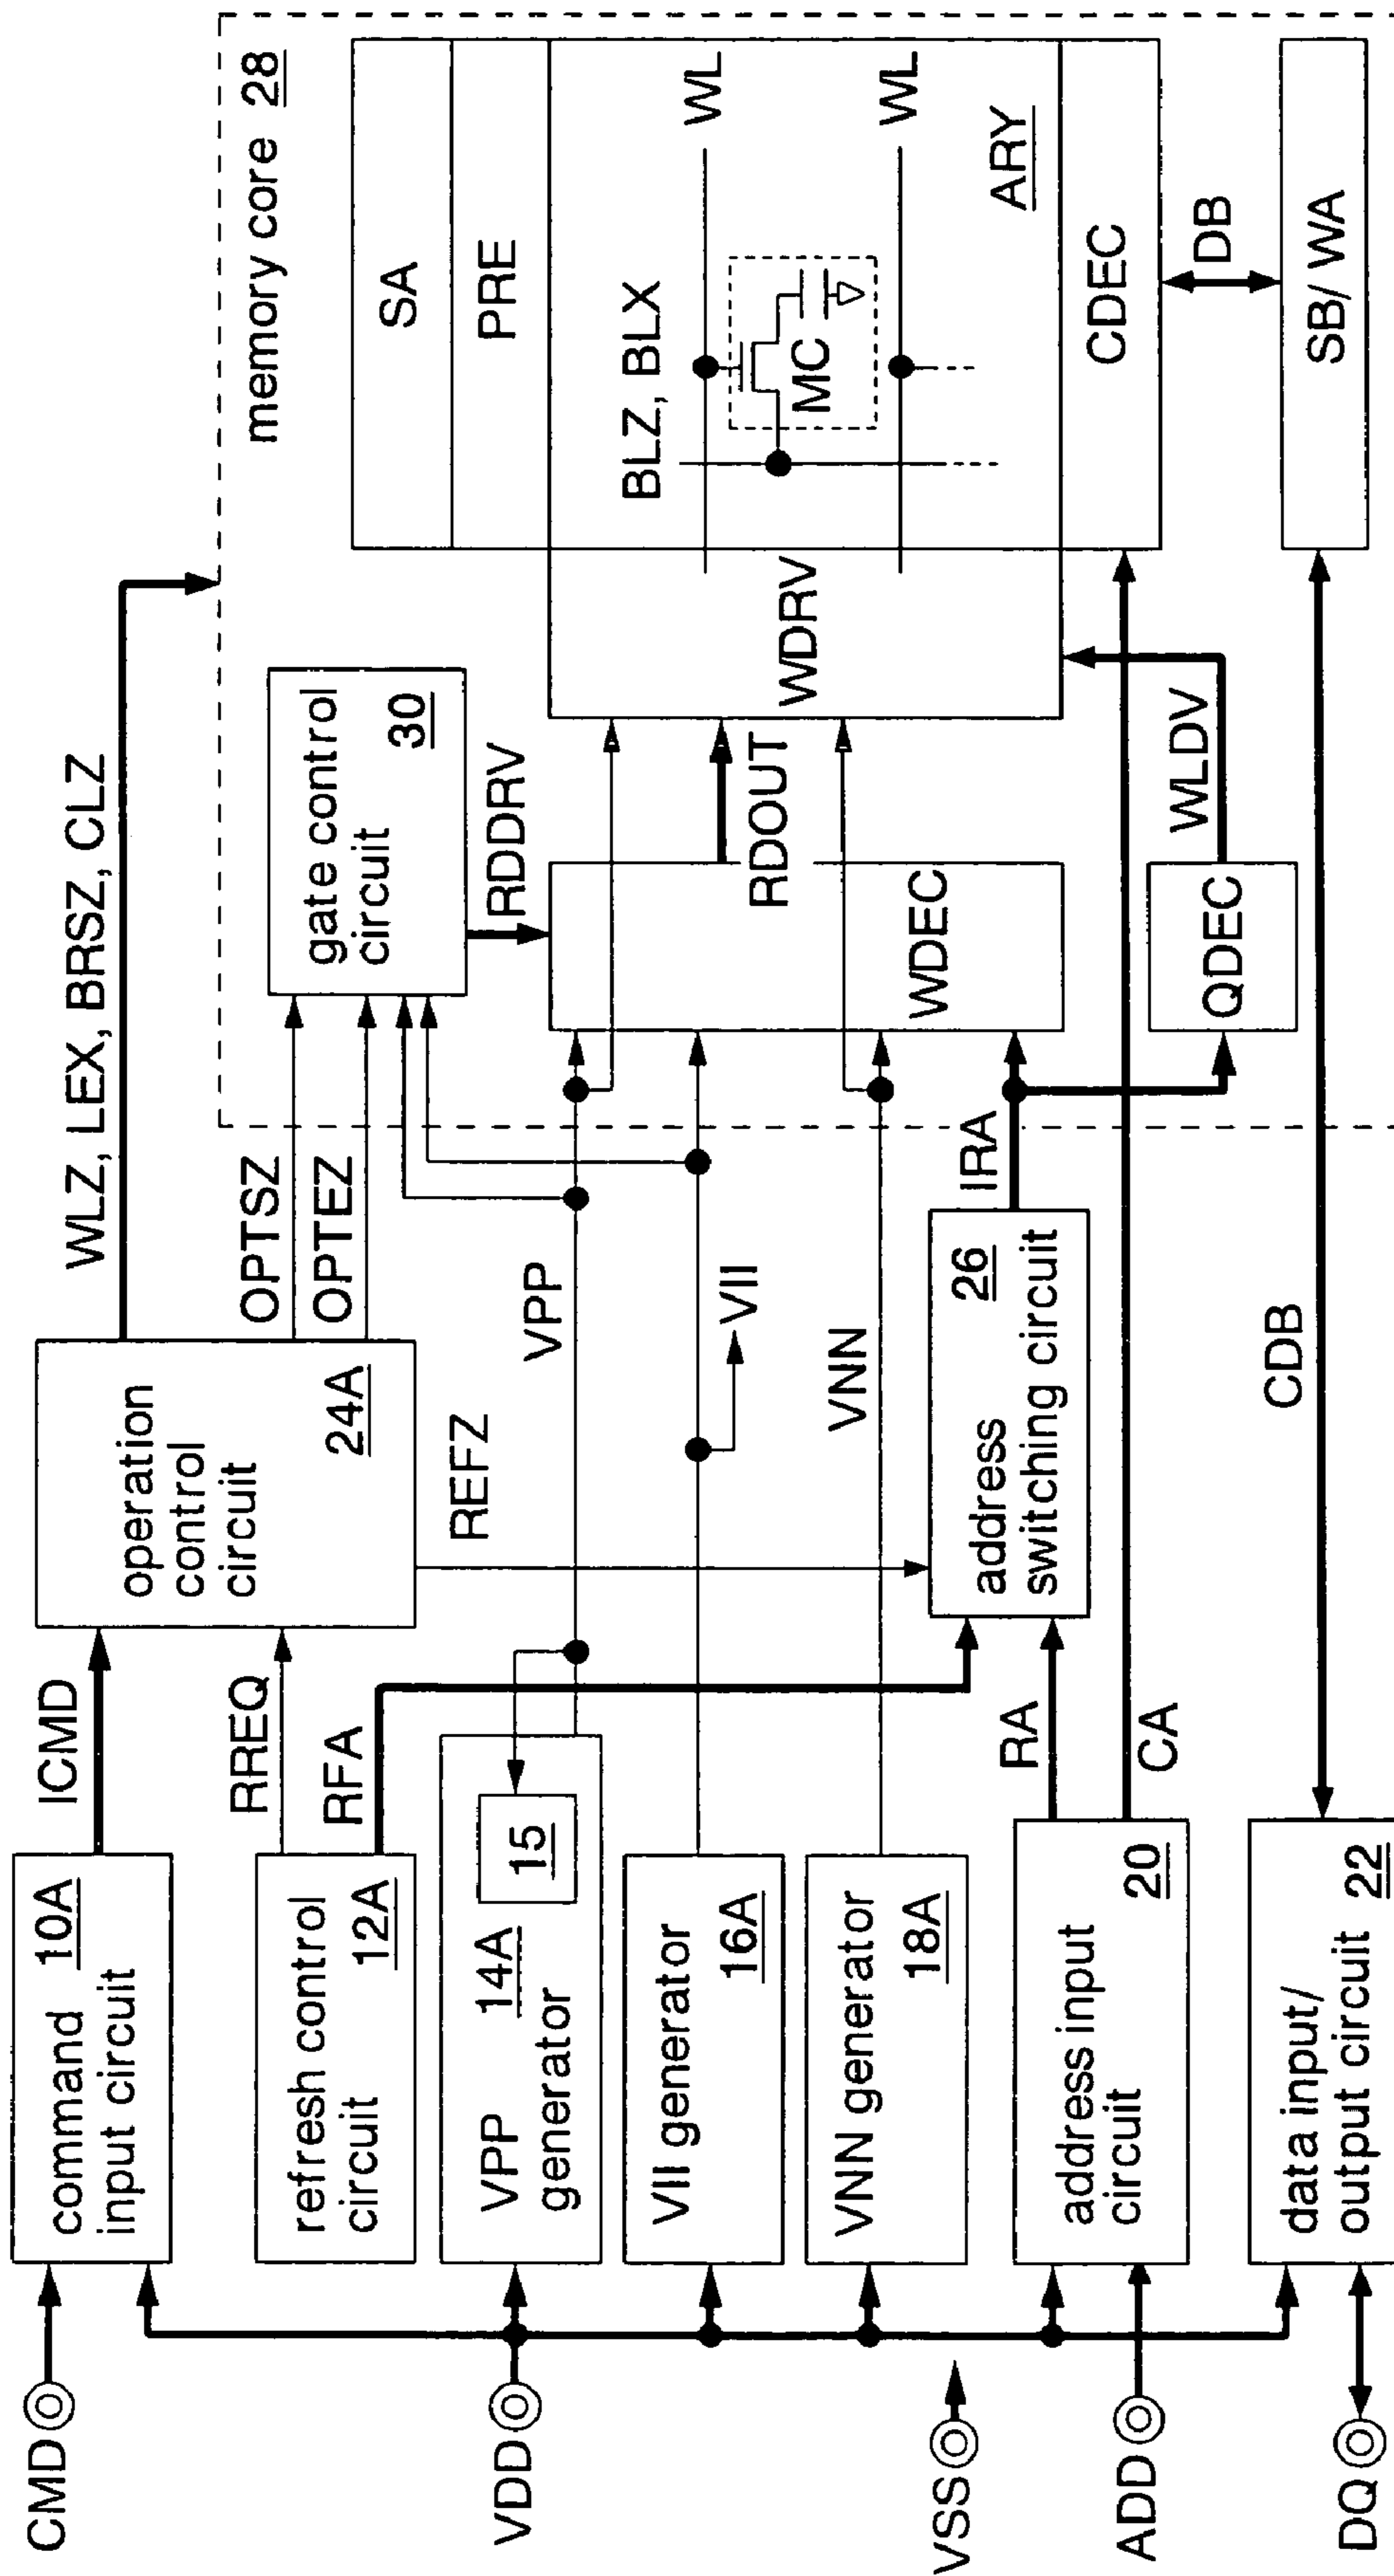 CMD
VDD
VSS
ADD
DQ
command 10A
input circuit
ICMD
refresh control
circuit 12A
RREQ
RFA
VPP 14A
generator
15
VII generator
16A
VNN generator
18A
address input
circuit 20
RA
CA
data input/
output circuit 22
operation
control
circuit 24A
REFZ
WLZ, LEX, BRSZ, CLZ
OPTSZ
OPTEZ
VPP
VII
VNN
address 26
switching circuit
IRA
CDB
memory core 28
gate control
circuit 30
RDDRV
WDEC
RDOUT
QDEC
WLDV
WDRV
SA
PRE
BLZ, BLX
WL
MC
WL
ARY
CDEC
DB
SB/ WA